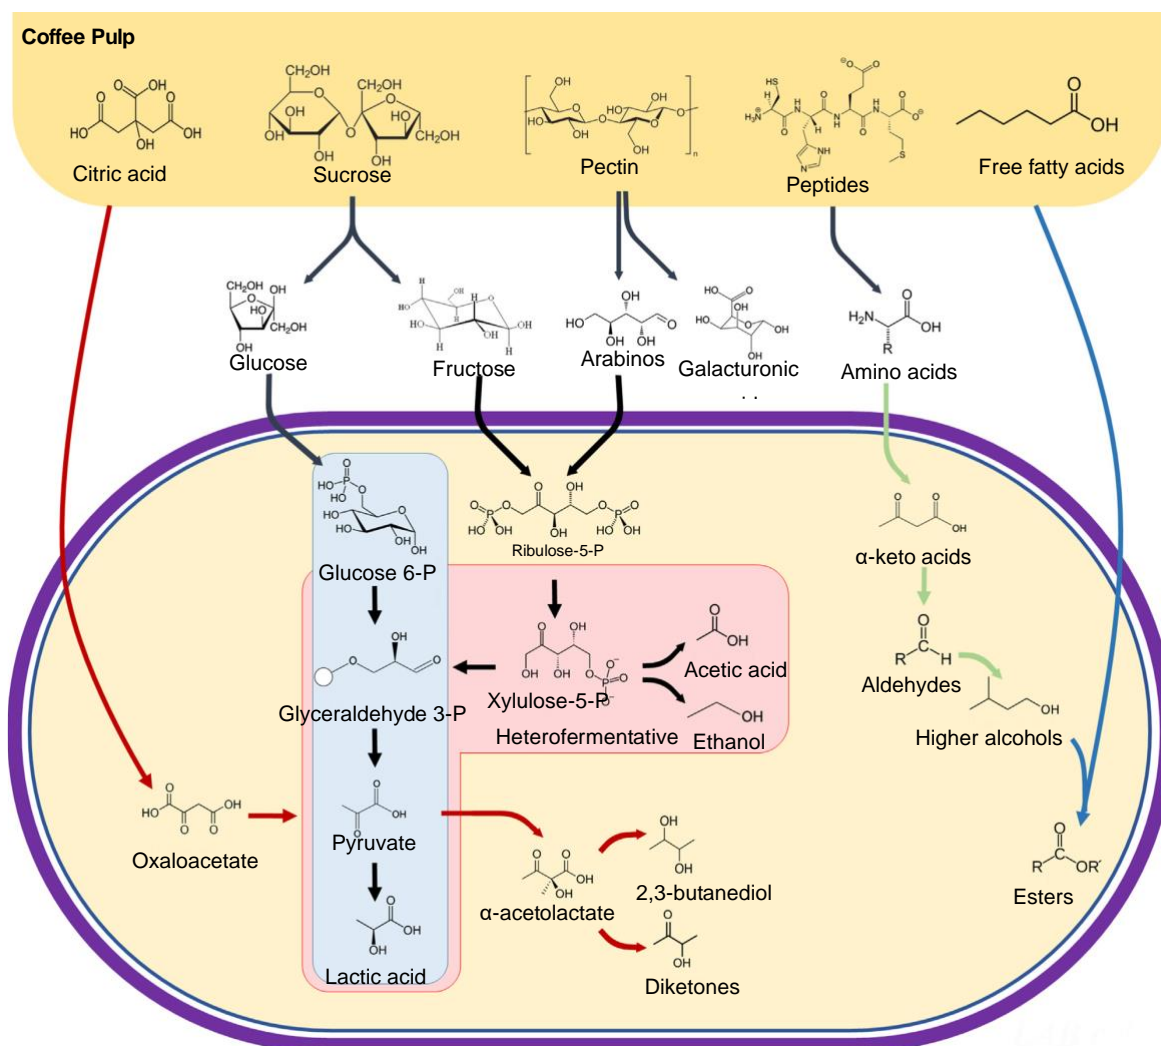 Coffee Pulp
Citric acid
Sucrose
Pectin
Peptides
Free fatty acids
Glucose
Fructose
Arabinos
Galacturonic
. .
Amino acids
Glucose 6-P
Ribulose-5-P
α-keto acids
Glyceraldehyde 3-P
Xylulose-5-P
Acetic acid
Heterofermentative
Ethanol
Aldehydes
Higher alcohols
Oxaloacetate
Pyruvate
α-acetolactate
2,3-butanediol
Esters
Lactic acid
Diketones